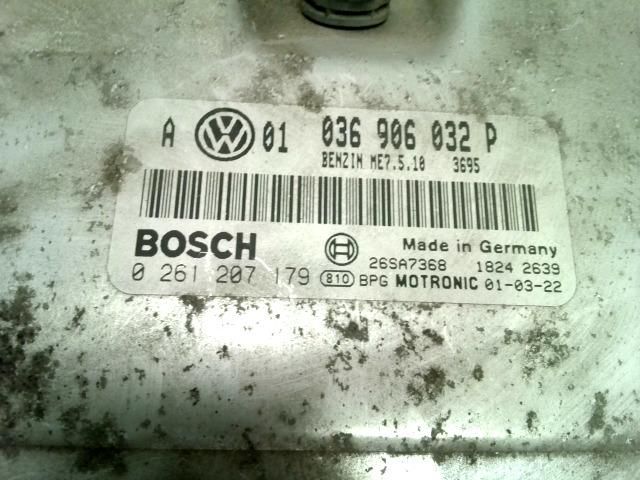 A VW 01 036 906 032 P
BENZIN ME7.5.10 3695
BOSCH Made in Germany
26SA7368 1824 2639
0 261 207 179 810 BPG MOTRONIC 01-03-22